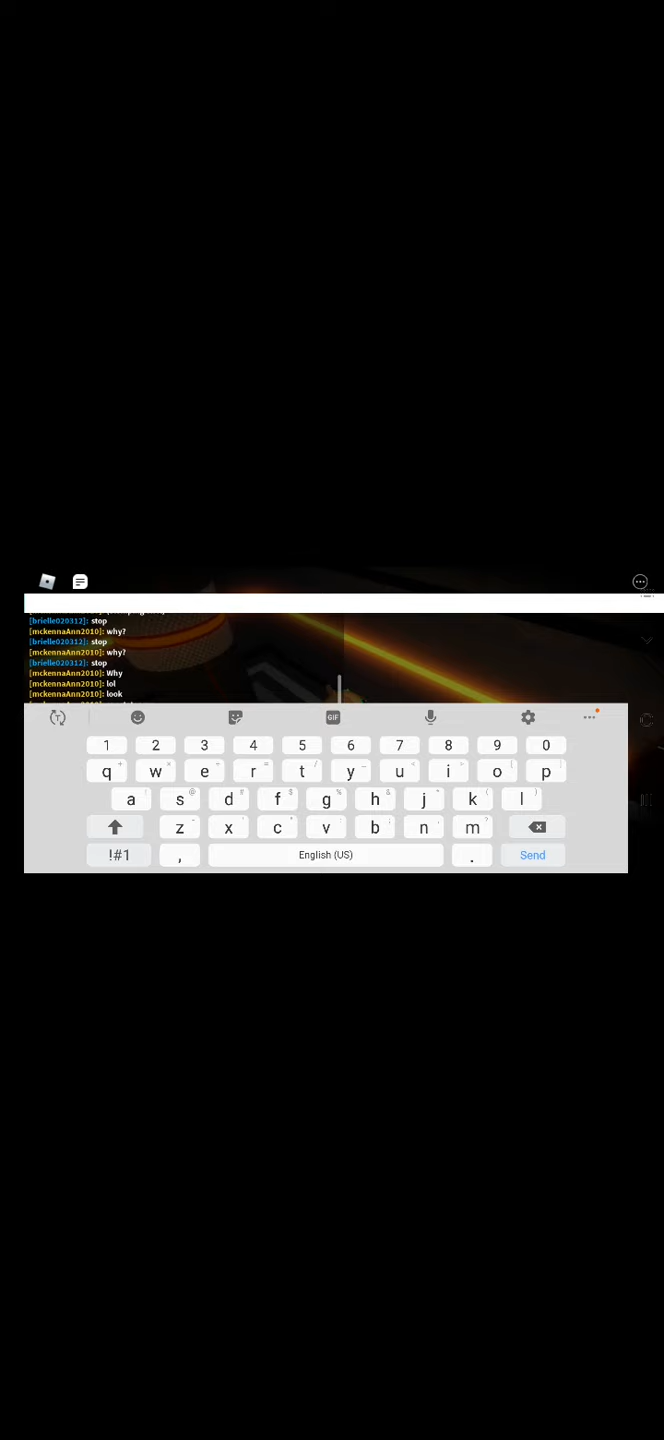 [brielle020312]: stop
[mckennaAnn2010]: why?
[brielle020312]: stop
[mckennaAnn2010]: why?
[brielle020312]: stop
[mckennaAnn2010]: Why
[mckennaAnn2010]: lol
[mckennaAnn2010]: look
GIF
1 2 3 4 5 6 7 8 9 0
q w e r t y u i o p
a s d f g h j k l
z x c v b n m
!#1 , English (US) . Send